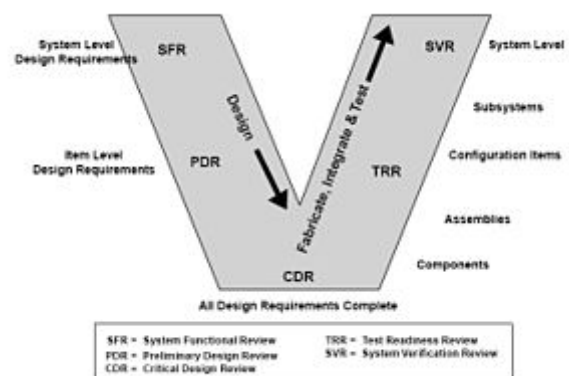 System Level
Design Requirements
SFR
SVR
System Level
Design
Fabricate, Integrate & Test
Subsystems
Item Level
Design Requirements
PDR
TRR
Configuration Items
Assemblies
CDR
Components
All Design Requirements Complete
SFR = System Functional Review
TRR = Test Readiness Review
PDR = Preliminary Design Review
SVR = System Verification Review
CDR = Critical Design Review